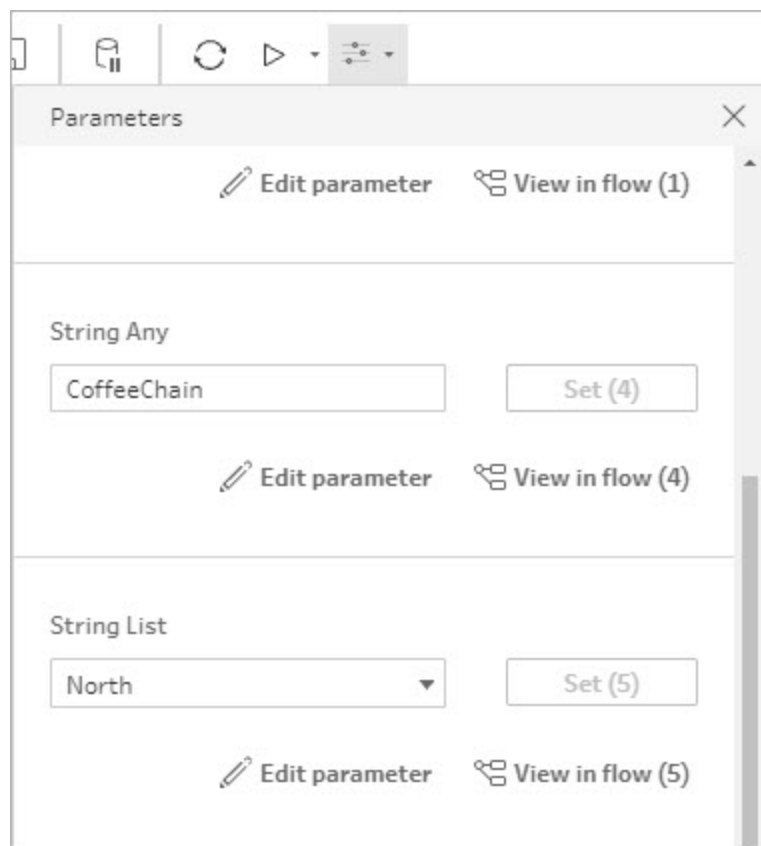 Parameters
Edit parameter View in flow (1)
String Any
CoffeeChain Set (4)
Edit parameter View in flow (4)
String List
North Set (5)
Edit parameter View in flow (5)